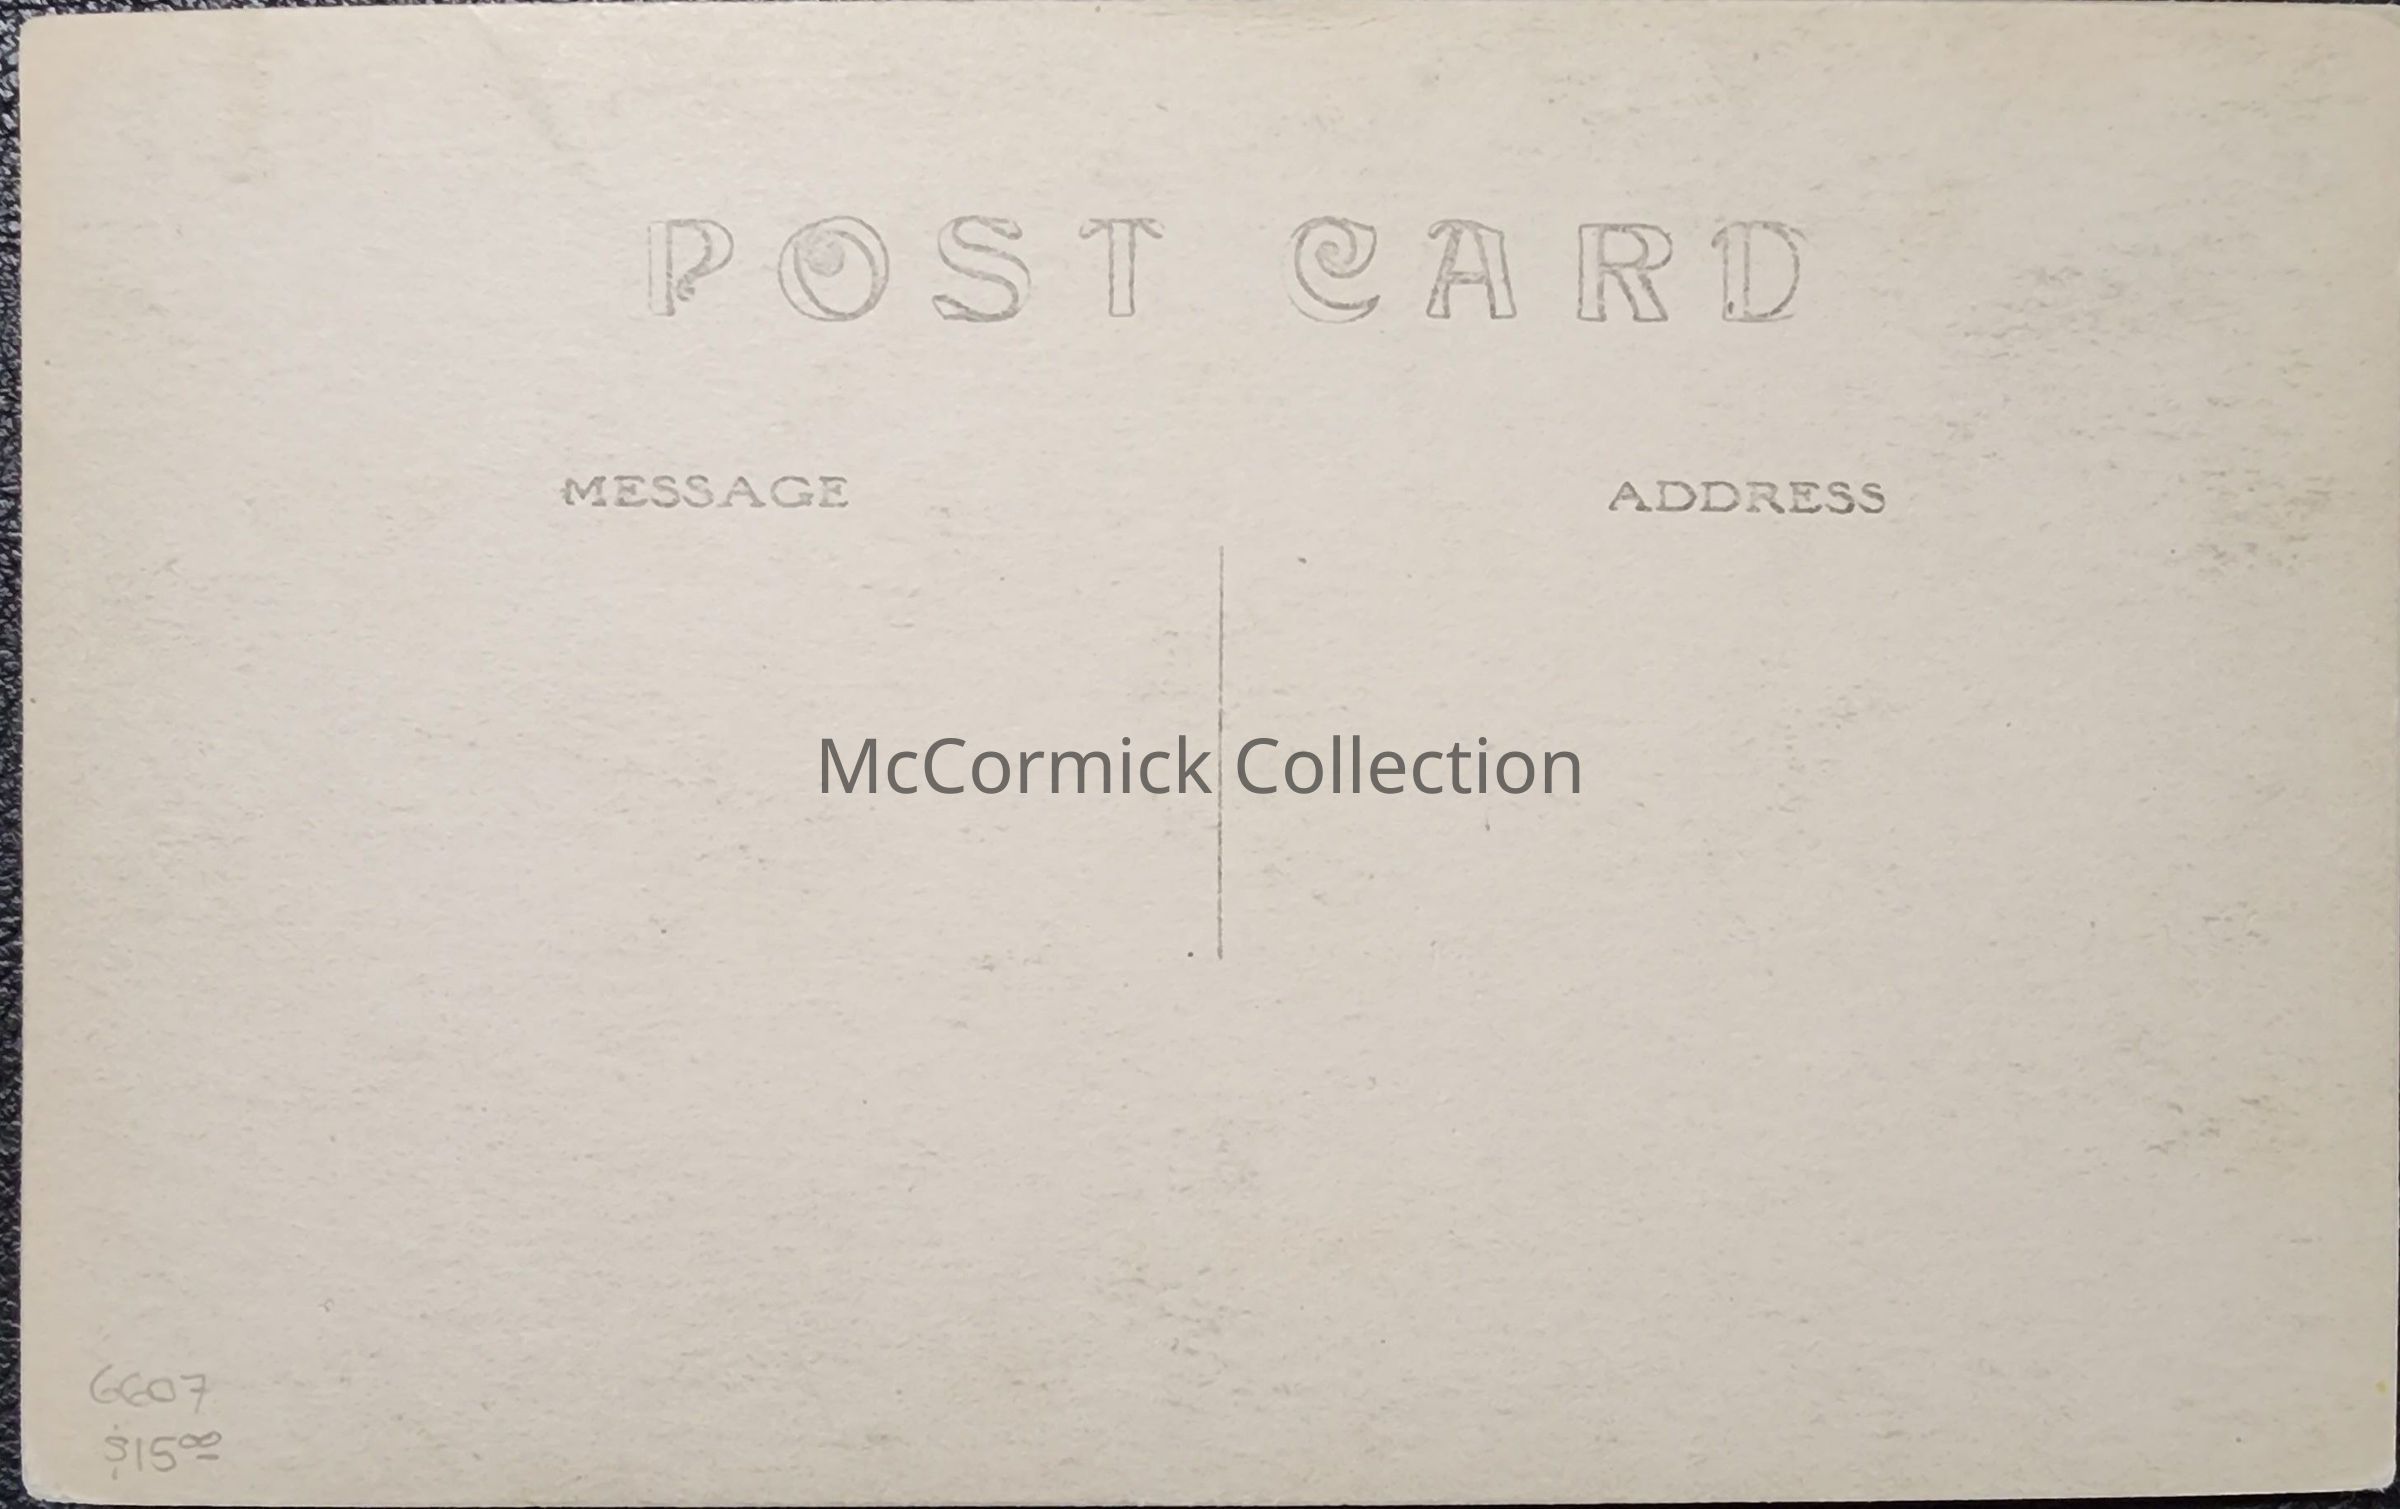 POST CARD
MESSAGE
ADDRESS
McCormick Collection
6607
$15.00